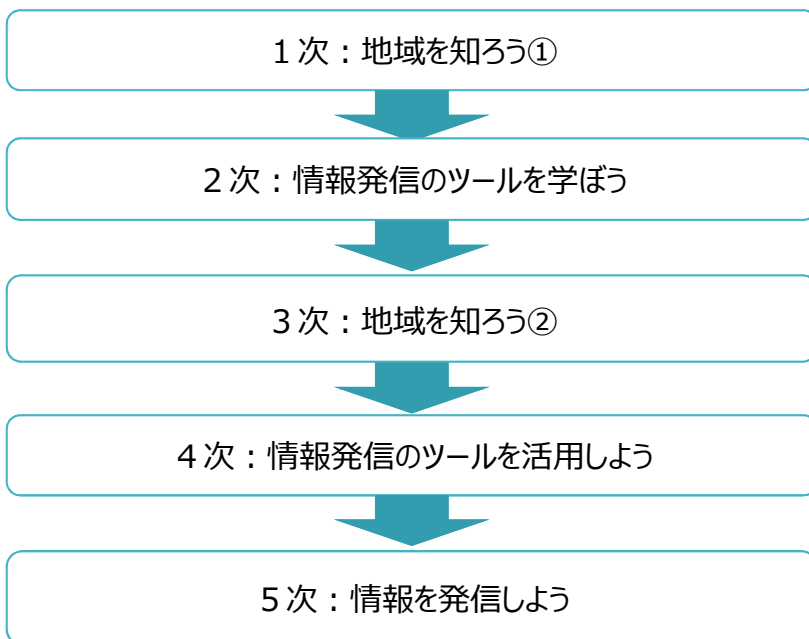 １次：地域を知ろう①
２次：情報発信のツールを学ぼう
３次：地域を知ろう②
４次：情報発信のツールを活用しよう
５次：情報を発信しよう